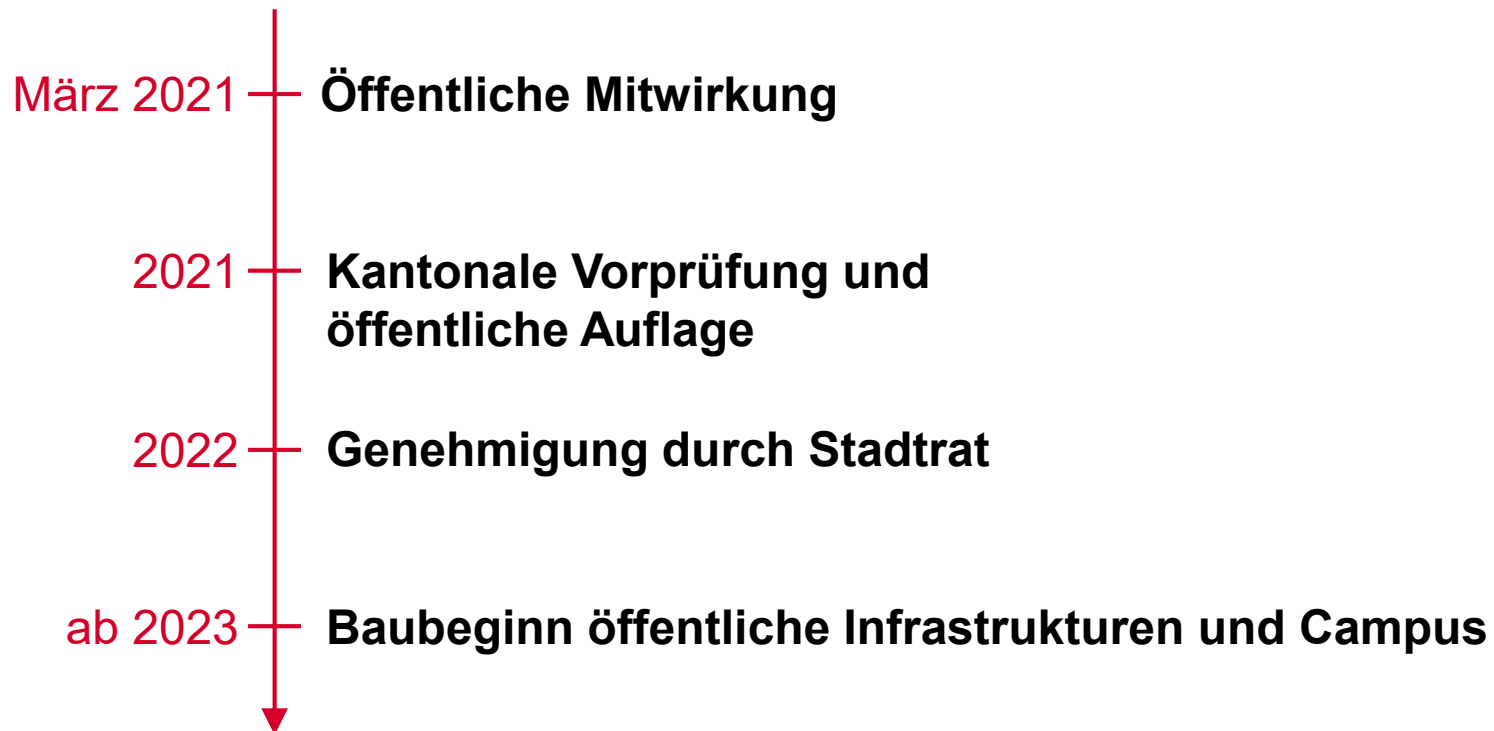 März 2021 Öffentliche Mitwirkung
2021 Kantonale Vorprüfung und
öffentliche Auflage
2022 Genehmigung durch Stadtrat
ab 2023 Baubeginn öffentliche Infrastrukturen und Campus